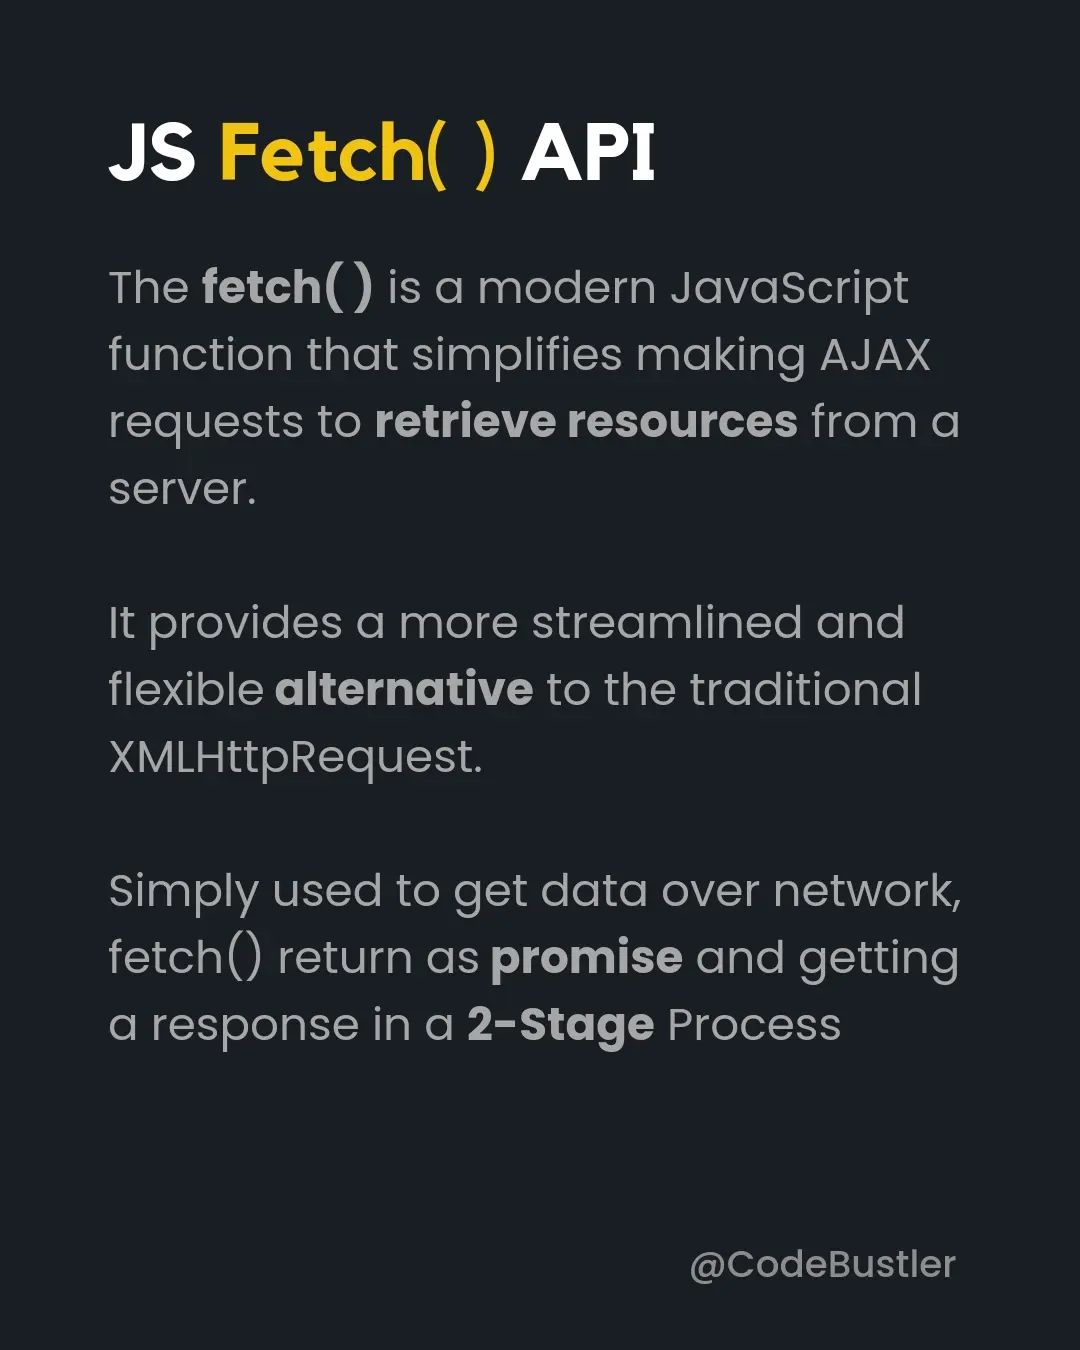 JS Fetch( ) API
The fetch( ) is a modern JavaScript
function that simplifies making AJAX
requests to retrieve resources from a
server.
It provides a more streamlined and
flexible alternative to the traditional
XMLHttpRequest.
Simply used to get data over network,
fetch() return as promise and getting
a response in a 2-Stage Process
@CodeBustler